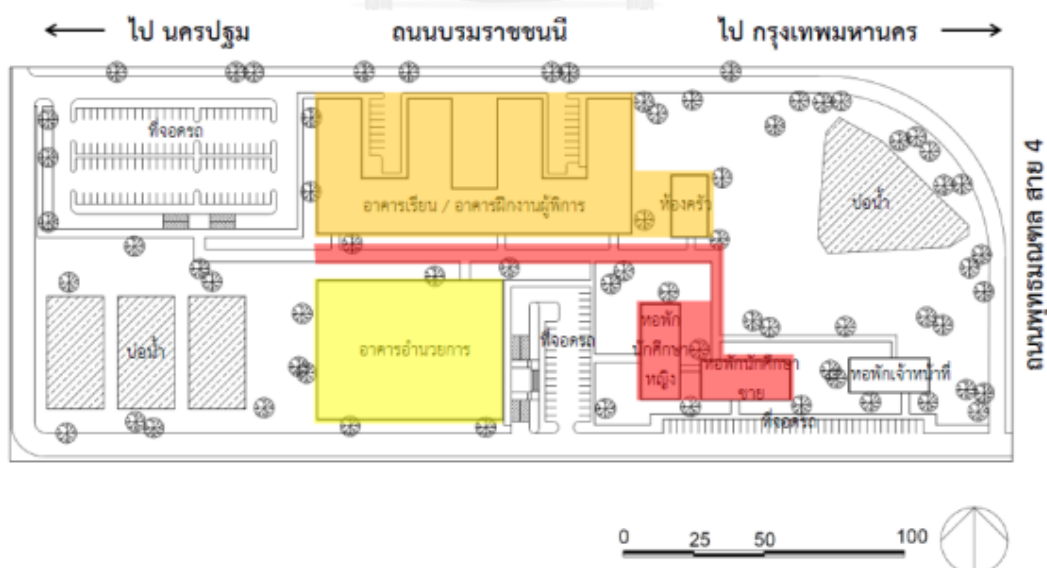 ไป นครปฐม
ถนนบรมราชชนนี
ไป กรุงเทพมหานคร
ที่จอดรถ
อาคารเรียน / อาคารฝึกงานผู้พิการ
ห้องครัว
บ่อน้ำ
ถนนพุทธมณฑล สาย 4
บ่อน้ำ
อาคารอำนวยการ
ที่จอดรถ
หอพัก
นักศึกษา
หญิง
หอพักนักศึกษา
ชาย
หอพักเจ้าหน้าที่
ที่จอดรถ
0 25 50 100